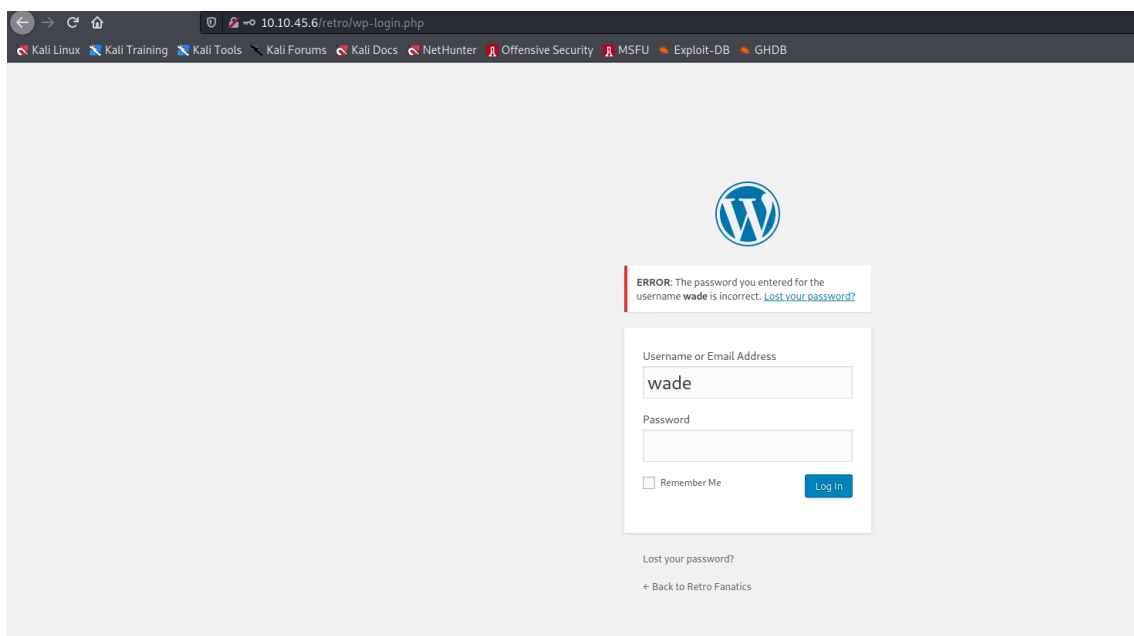 10.10.45.6/retro/wp-login.php
Kali Linux Kali Training Kali Tools Kali Forums Kali Docs NetHunter Offensive Security MSFU Exploit-DB GHDB
ERROR: The password you entered for the
username wade is incorrect. Lost your password?
Username or Email Address
wade
Password
Remember Me
Log In
Lost your password?
← Back to Retro Fanatics